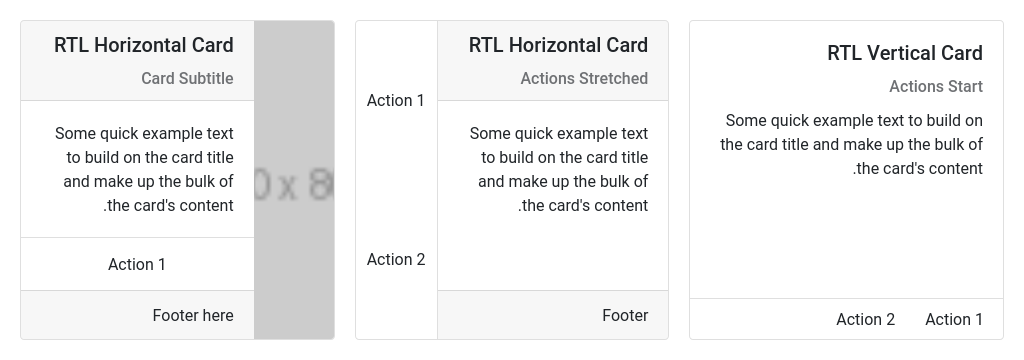 RTL Horizontal Card
Card Subtitle
Some quick example text
to build on the card title
and make up the bulk of
.the card's content
Action 1
Footer here
0 x 80
RTL Horizontal Card
Actions Stretched
Some quick example text
to build on the card title
and make up the bulk of
.the card's content
Footer
Action 1
Action 2
RTL Vertical Card
Actions Start
Some quick example text to build on
the card title and make up the bulk of
.the card's content
Action 2 Action 1